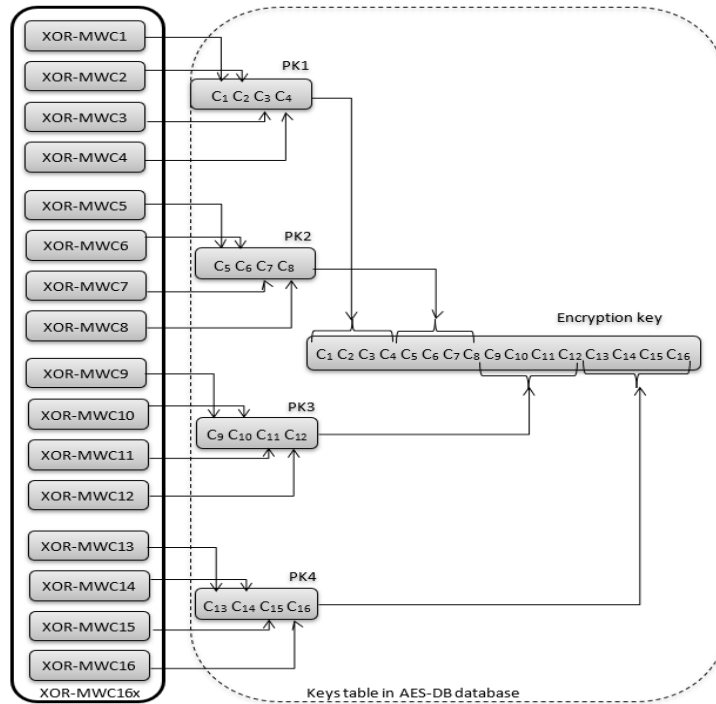 XOR-MWC1
XOR-MWC2
XOR-MWC3
XOR-MWC4
XOR-MWC5
XOR-MWC6
XOR-MWC7
XOR-MWC8
XOR-MWC9
XOR-MWC10
XOR-MWC11
XOR-MWC12
XOR-MWC13
XOR-MWC14
XOR-MWC15
XOR-MWC16
XOR-MWC16x
PK1
C₁ C₂ C₃ C₄
PK2
C₅ C₆ C₇ C₈
PK3
C₉ C₁₀ C₁₁ C₁₂
PK4
C₁₃ C₁₄ C₁₅ C₁₆
Encryption key
C₁ C₂ C₃ C₄ C₅ C₆ C₇ C₈ C₉ C₁₀ C₁₁ C₁₂ C₁₃ C₁₄ C₁₅ C₁₆
Keys table in AES-DB database